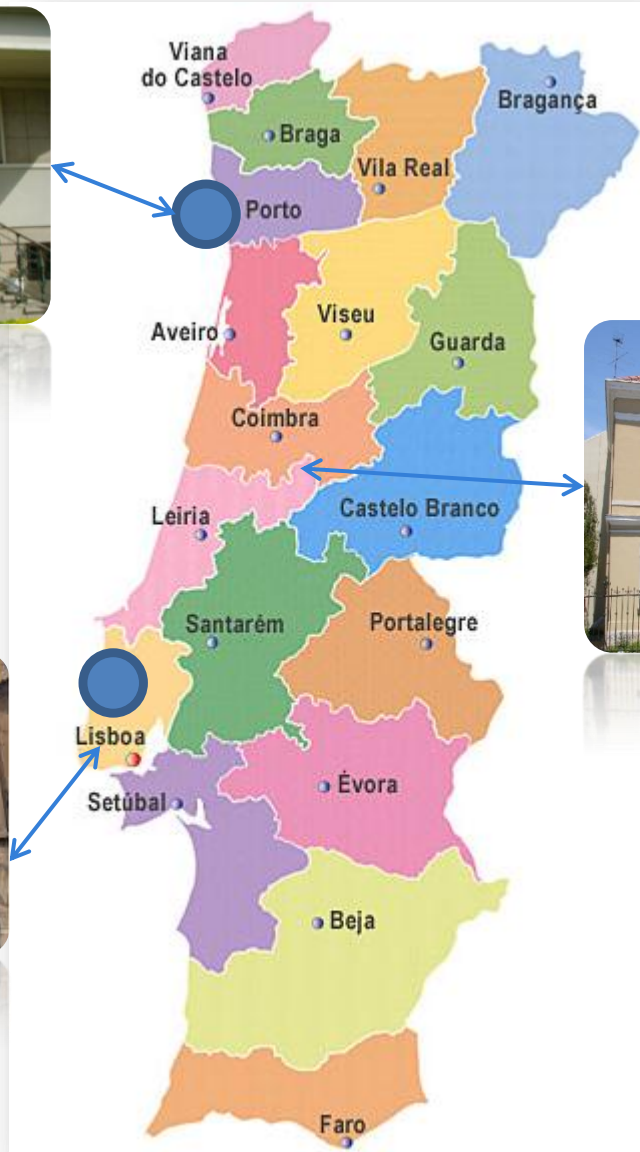 Viana
do Castelo
Bragança
Braga
Vila Real
Porto
Viseu
Aveiro
Guarda
Coimbra
Castelo Branco
Leiria
Santarém
Portalegre
Lisboa
Évora
Setúbal
Beja
Faro